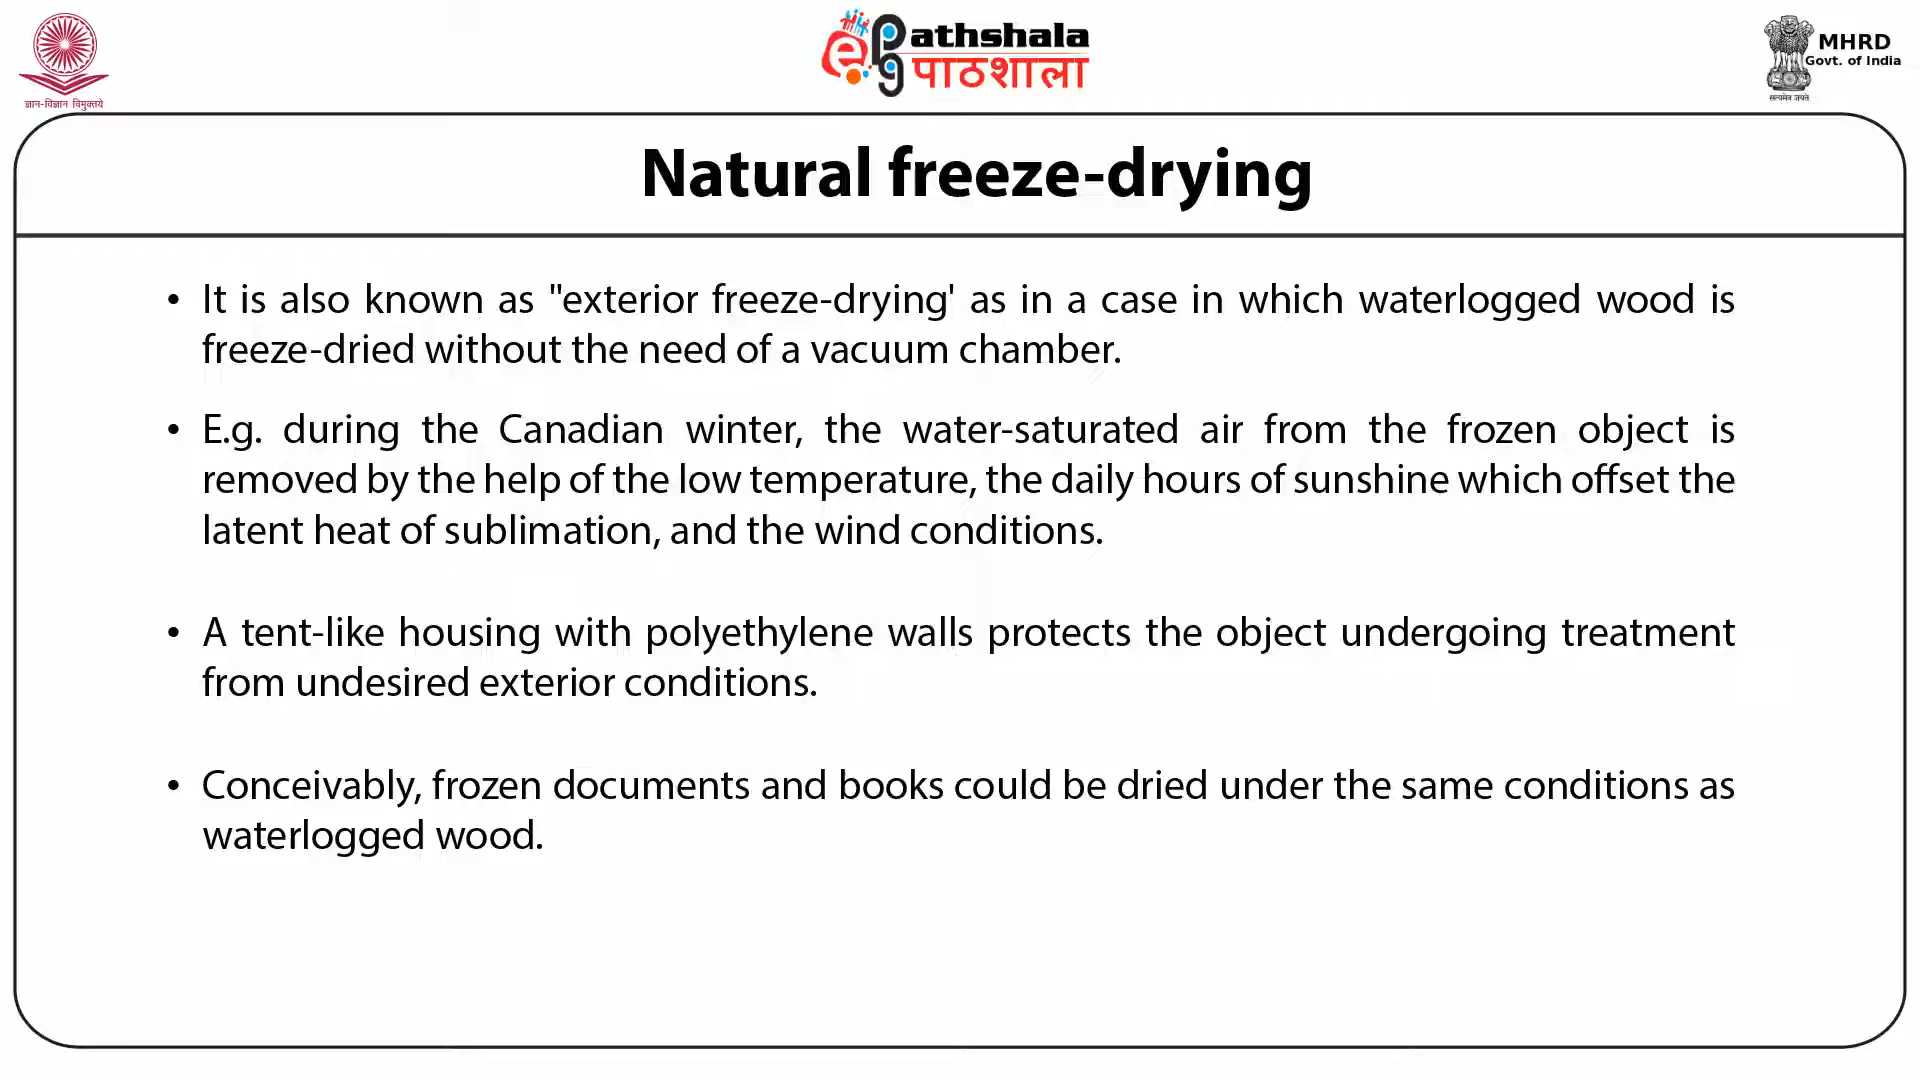 ज्ञान-विज्ञान विमुक्तये
ePathshala
पाठशाला
MHRD
Govt. of India
सत्यमेव जयते
Natural freeze-drying
• It is also known as "exterior freeze-drying' as in a case in which waterlogged wood is
freeze-dried without the need of a vacuum chamber.
• E.g. during the Canadian winter, the water-saturated air from the frozen object is
removed by the help of the low temperature, the daily hours of sunshine which offset the
latent heat of sublimation, and the wind conditions.
• A tent-like housing with polyethylene walls protects the object undergoing treatment
from undesired exterior conditions.
• Conceivably, frozen documents and books could be dried under the same conditions as
waterlogged wood.